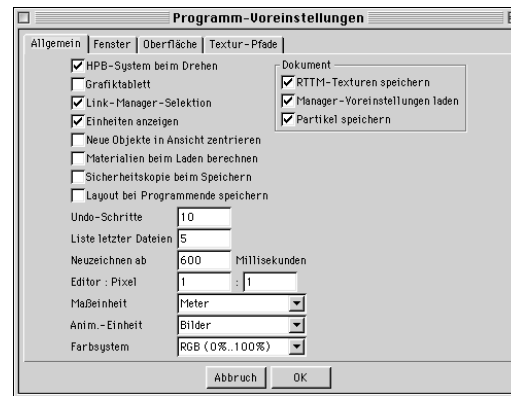 Programm-Voreinstellungen
Allgemein Fenster Oberfläche Textur-Pfade
HPB-System beim Drehen
Grafiktablett
Link-Manager-Selektion
Einheiten anzeigen
Neue Objekte in Ansicht zentrieren
Materialien beim Laden berechnen
Sicherheitskopie beim Speichern
Layout bei Programmende speichern
Dokument
RTTM-Texturen speichern
Manager-Voreinstellungen laden
Partikel speichern
Undo-Schritte 10
Liste letzter Dateien 5
Neuzeichnen ab 600 Millisekunden
Editor : Pixel 1 : 1
Maßeinheit Meter
Anim.-Einheit Bilder
Farbsystem RGB (0%..100%)
Abbruch OK